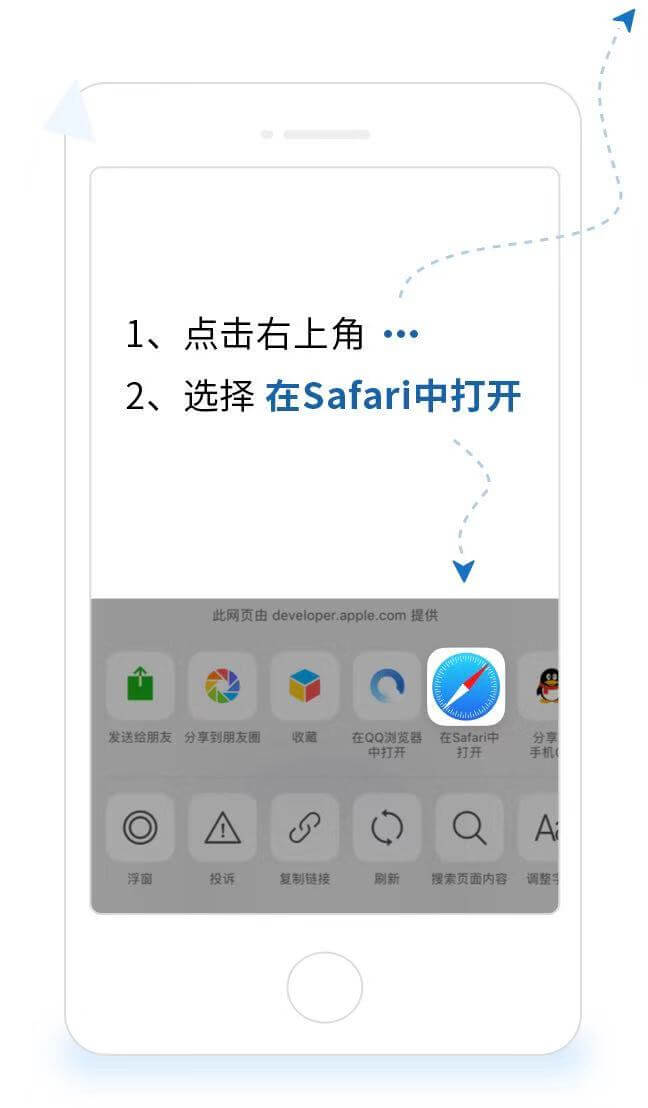 1、点击右上角 •••
2、选择 在Safari中打开
此网页由 developer.apple.com 提供
发送给朋友 分享到朋友圈 收藏 在QQ浏览器 在Safari中 分享
中打开 打开 手机
浮窗 投诉 复制链接 刷新 搜索页面内容 调整